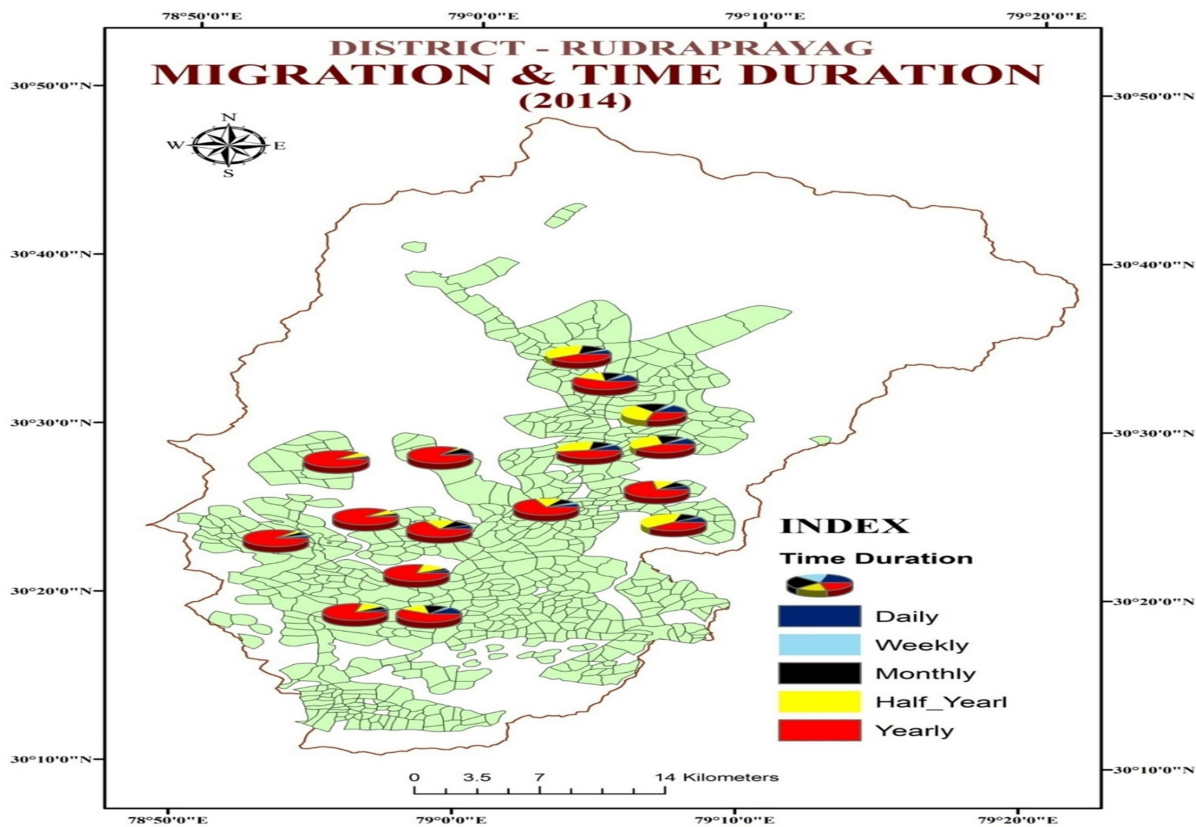 78°50'0"E 79°0'0"E 79°10'0"E 79°20'0"E
DISTRICT - RUDRAPRAYAG
MIGRATION & TIME DURATION
(2014)
30°50'0"N 30°50'0"N
N
W E
S
30°40'0"N 30°40'0"N
30°30'0"N 30°30'0"N
INDEX
Time Duration
Daily
Weekly
Monthly
Half_Yearl
Yearly
30°20'0"N 30°20'0"N
30°10'0"N 30°10'0"N
0 3.5 7 14 Kilometers
78°50'0"E 79°0'0"E 79°10'0"E 79°20'0"E